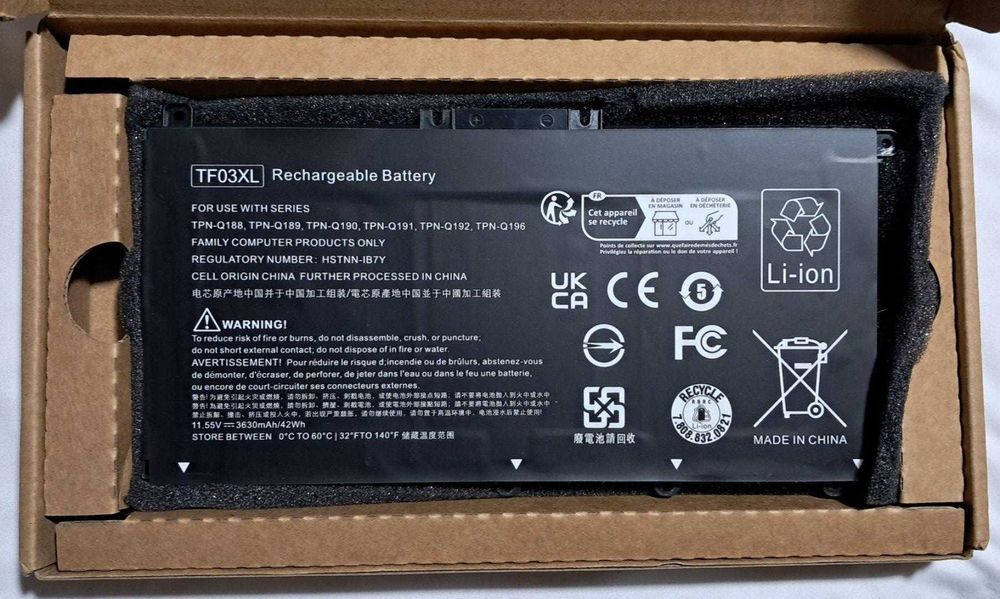 TF03XL Rechargeable Battery
FOR USE WITH SERIES
TPN-Q188, TPN-Q189, TPN-Q190, TPN-Q191, TPN-Q192, TPN-Q196
FAMILY COMPUTER PRODUCTS ONLY
REGULATORY NUMBER: HSTNN-IB7Y
CELL ORIGIN CHINA FURTHER PROCESSED IN CHINA
电芯原产地中国并于中国加工组装/電芯原產地中國並于中國加工組裝
WARNING!
To reduce risk of fire or burns, do not disassemble, crush, or puncture;
do not short external contact; do not dispose of in fire or water.
AVERTISSEMENT! Pour réduire le risque d;incendie ou de brûlurs, abstenez-vous
de démonter, d'écraser, de perforer, de jeter dans l'eau ou dans le feu une batterie,
ou encore de court-circuiter ses connecteurs externes.
11.55V 3630mAh/42Wh
STORE BETWEEN 0°C TO 60°C | 32°FTO 140°F 储藏温度范围
FR
Cet appareil
se recycle
À DÉPOSER
EN MAGASIN
ou
À DÉPOSER
EN DÉCHÈTERIE
Points de collecte sur www.quefairedemesdechets.fr
Privilégiez la réparation ou le don de votre appareil !
Li-ion
UK
CA
CE
5
FC
廢電池請回收
RECYCLE
RBRC
Li-ion
1.800.832.0827
MADE IN CHINA